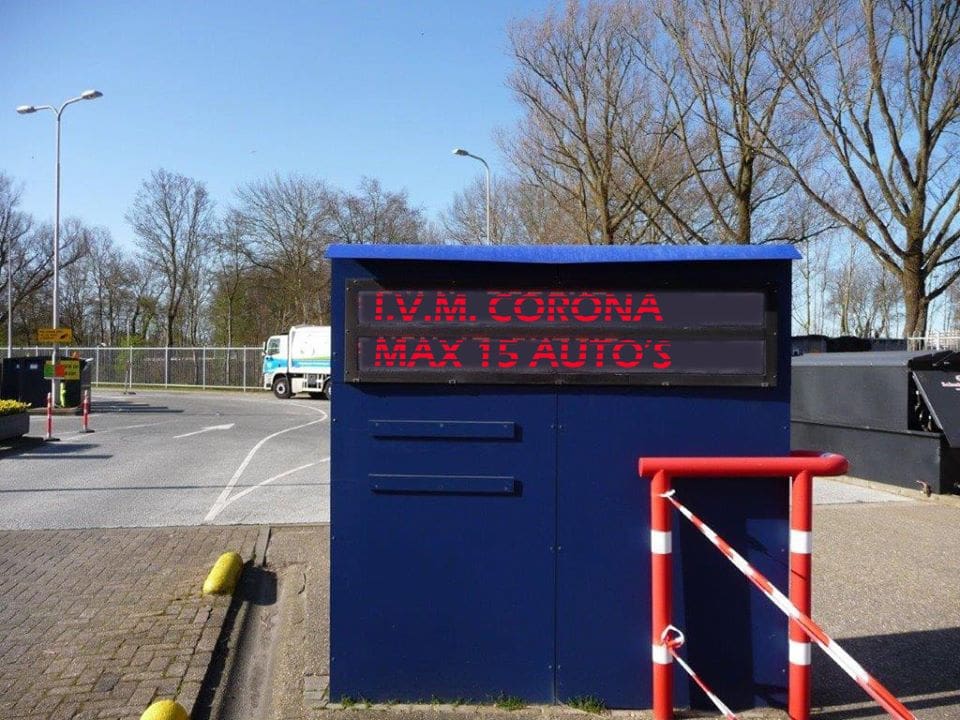 I.V.M. CORONA
MAX 15 AUTO'S